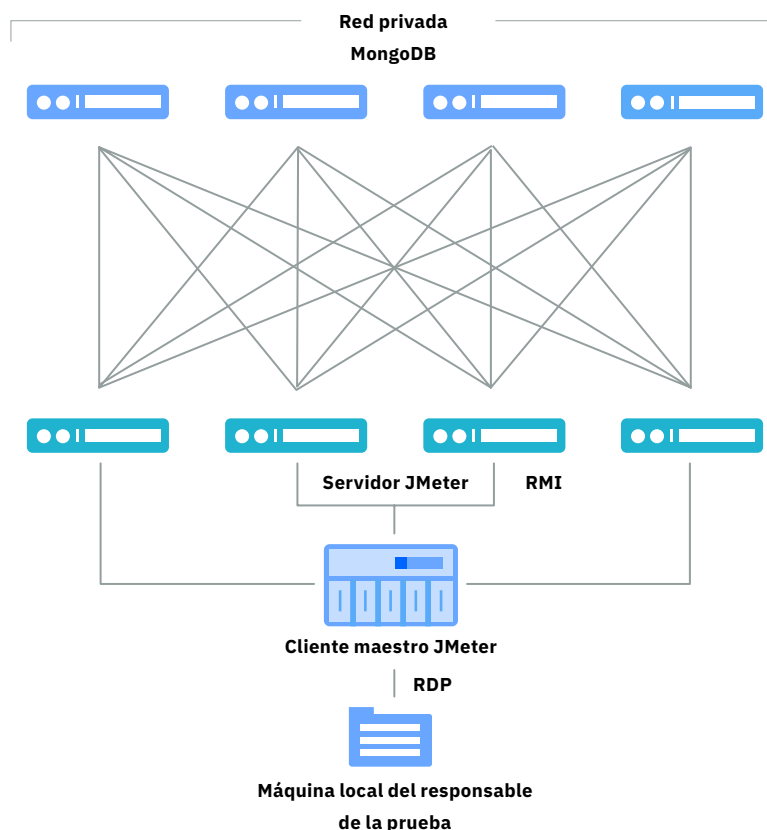 Red privada
MongoDB
Servidor JMeter
RMI
Cliente maestro JMeter
RDP
Máquina local del responsable
de la prueba